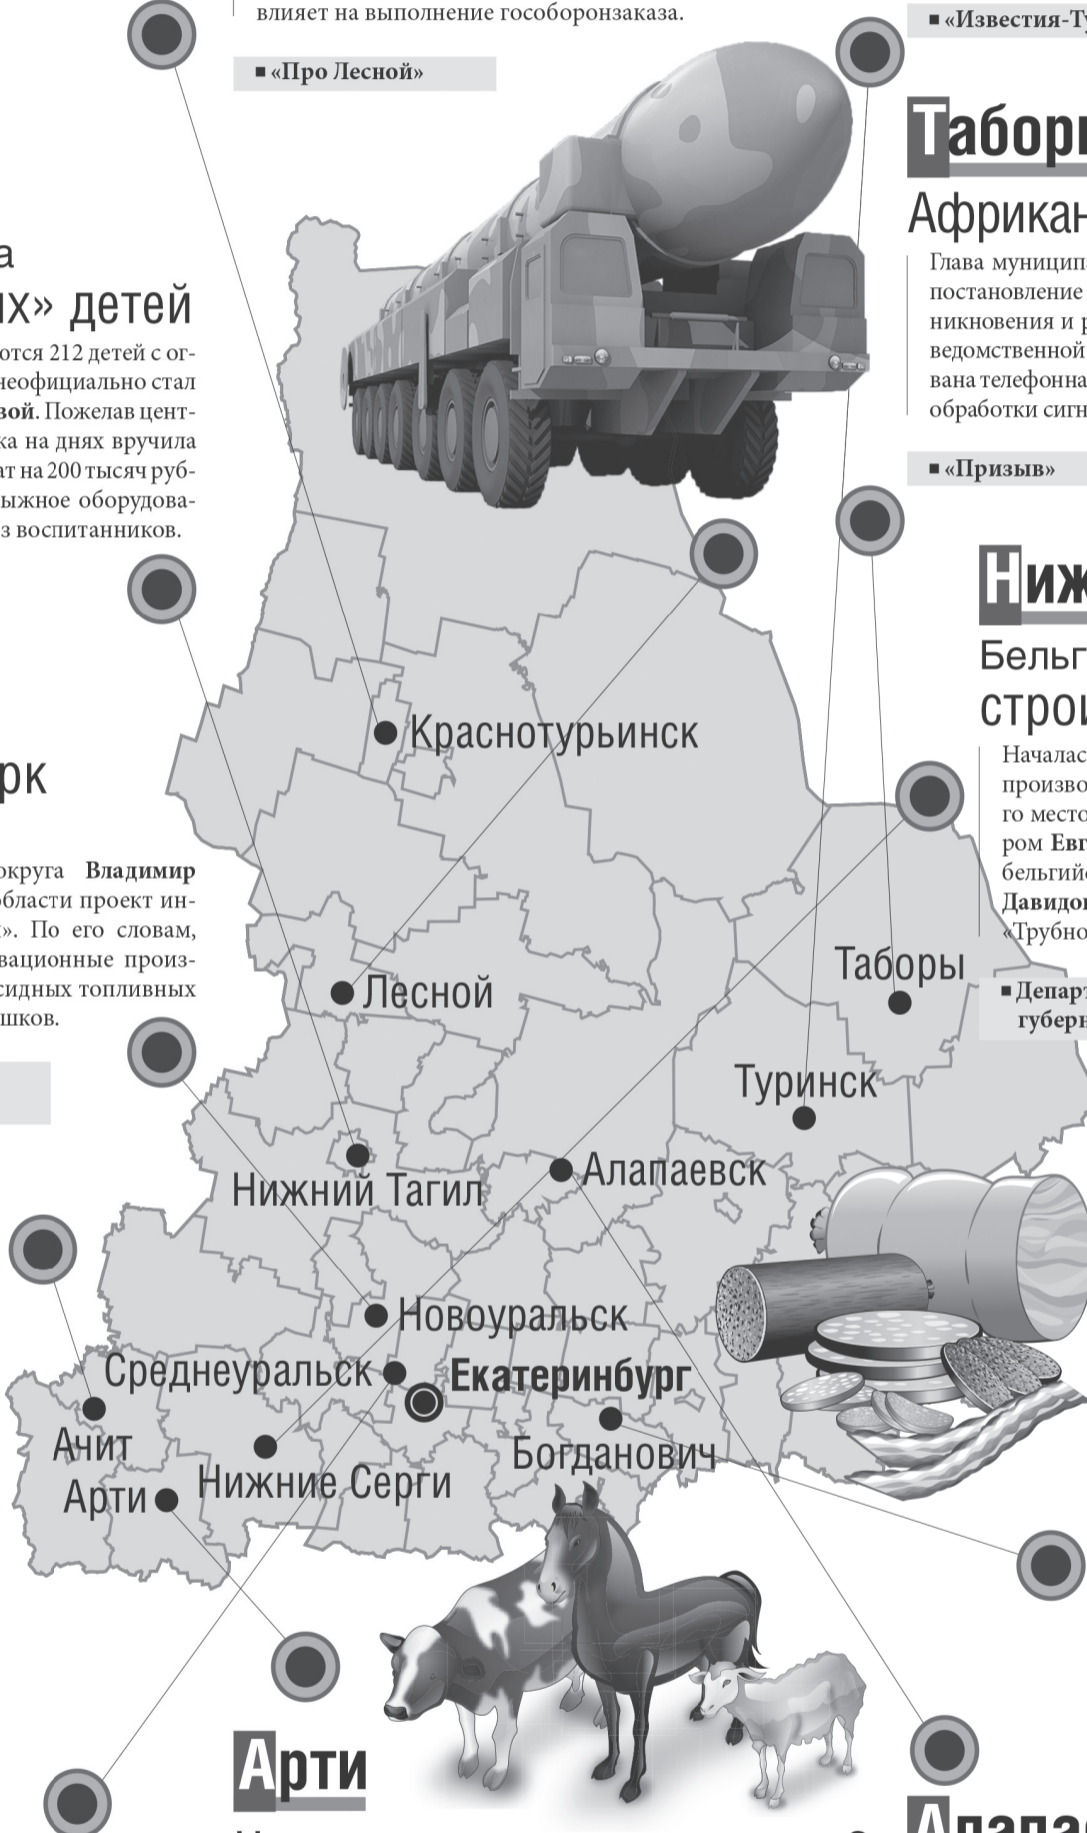 влияет на выполнение гособоронзаказа.
■ «Про Лесной»
■ «Известия-Ту
Таборы
Африкан
Глава муницип
постановление
никновения и р
ведомственной
вана телефонна
обработки сигн
■ «Призыв»
Ниж
Бельг
строи
Началас
произво
го место
ром Евг
бельгийс
Давидо
«Трубно
■ Департ
губерн
а
их» детей
ются 212 детей с ог-
неофициально стал
вой. Пожелав цент-
ка на днях вручила
ат на 200 тысяч руб-
ыжное оборудова-
з воспитанников.
рк
округа Владимир
области проект ин-
». По его словам,
вационные произ-
сидных топливных
шков.
Краснотурьинск
Лесной
Таборы
Туринск
Нижний Тагил
Алапаевск
Новоуральск
Среднеуральск
Екатеринбург
Ачит
Богданович
Арти
Нижние Серги
Арти
Алапа